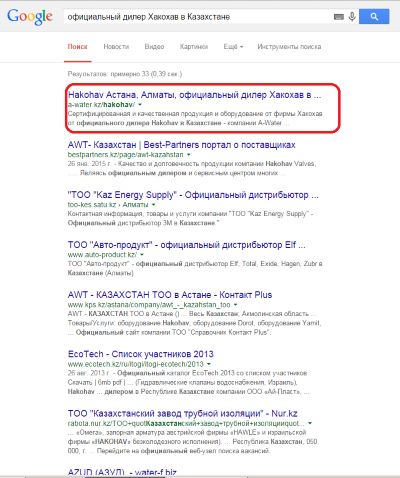 Google
официальный дилер Хакохав в Казахстане
Поиск Новости Видео Картинки Ещё Инструменты поиска
Результатов: примерно 33 (0,39 сек.)
Hakohav Астана, Алматы, официальный дилер Хакохав в ...
a-water.kz/hakohav/
Сертифицированная и качественная продукция и оборудование от фирмы Хакохав
от официального дилера Hakohav в Казахстане - компании A-Water ...
AWT- Казахстан | Best-Partners портал о поставщиках
bestpartners.kz/page/awt-kazahstan
26 янв. 2015 г. - Качество и долговечность продукции компании Hakohav Valves,
.... Являясь официальным дилером и сервисным центром многих ...
"ТОО "Kaz Energy Supply" - Официальный дистрибьютор ...
too-kes.satu.kz › Алматы
Контактная информация, товары и услуги компании "ТОО "Kaz Energy Supply" -
Официальный дистрибьютор 3M в Казахстане."
ТОО "Авто-продукт" - официальный дистрибьютор Elf ...
www.auto-product.kz/
ТОО "Авто-продукт" - официальный дистрибьютор Elf, Total, Exide, Hagen, Zubr в
Казахстане (Алматы)
AWT - КАЗАХСТАН ТОО в Астане - Контакт Plus
www.kps.kz/astana/company/awt_-_kazahstan_too
AWT – КАЗАХСТАН ТОО в Астане () ... Весь Казахстан, Акмолинская область ...
Товары/Услуги: оборудование Hakohav, оборудование Dorot, оборудование Yamit,
... Официальный сайт компании ТОО "Справочник Контакт Plus".
EcoTech - Список участников 2013
www.ecotech.kz/ru/itogi/itogi-ecotech/2013
26 авг. 2013 г. - Официальный каталог EcoTech 2013 со списком участников
Скачать | 6mb pdf | ... (Гидравлические клапаны водоснабжения, Израиль),
Hakohav ... дилером в Республике Казахстан компании ООО «Ай-Пласт», ...
ТОО "Казахстанский завод трубной изоляции" - Nur.kz
rabota.nur.kz/ТОО+quotКазахстанский+завод+трубной+изоляцииquot...
... «Омега», запорная арматура австрийской фирмы «HAWLE» и израильской
фирмы «HAKOHAV» безколодезного исполнения). ... Республика Казахстан, 050
000, г. ... Перейдите на официальный веб-узел поиска вакансий.
AZUD (АЗУД) - water-f.biz